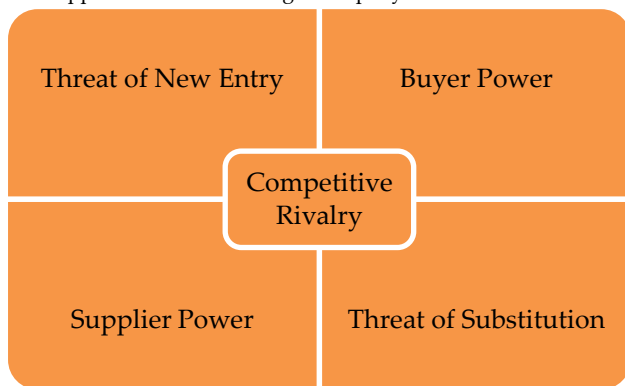 Threat of New Entry
Buyer Power
Competitive
Rivalry
Supplier Power
Threat of Substitution